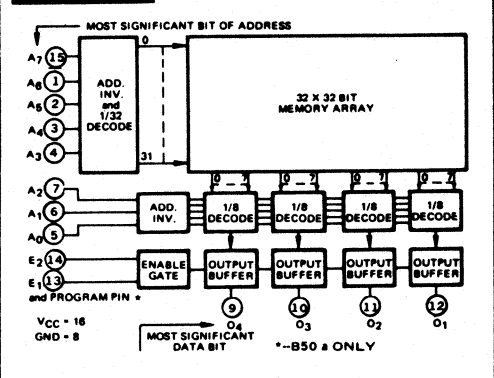 MOST SIGNIFICANT BIT OF ADDRESS
A7 15
A6 1
A5 2
A4 3
A3 4
ADD.
INV.
and
1/32
DECODE
0
31
32 X 32 BIT
MEMORY ARRAY
0 7 0 7 0 7 0 7
A2 7
A1 6
A0 5
ADD.
INV.
1/8
DECODE
1/8
DECODE
1/8
DECODE
1/8
DECODE
E2 14
E1 13
and PROGRAM PIN *
ENABLE
GATE
OUTPUT
BUFFER
OUTPUT
BUFFER
OUTPUT
BUFFER
OUTPUT
BUFFER
9 10 11 12
O4 O3 O2 O1
VCC = 16
GND = 8
MOST SIGNIFICANT
DATA BIT
*--B50 a ONLY